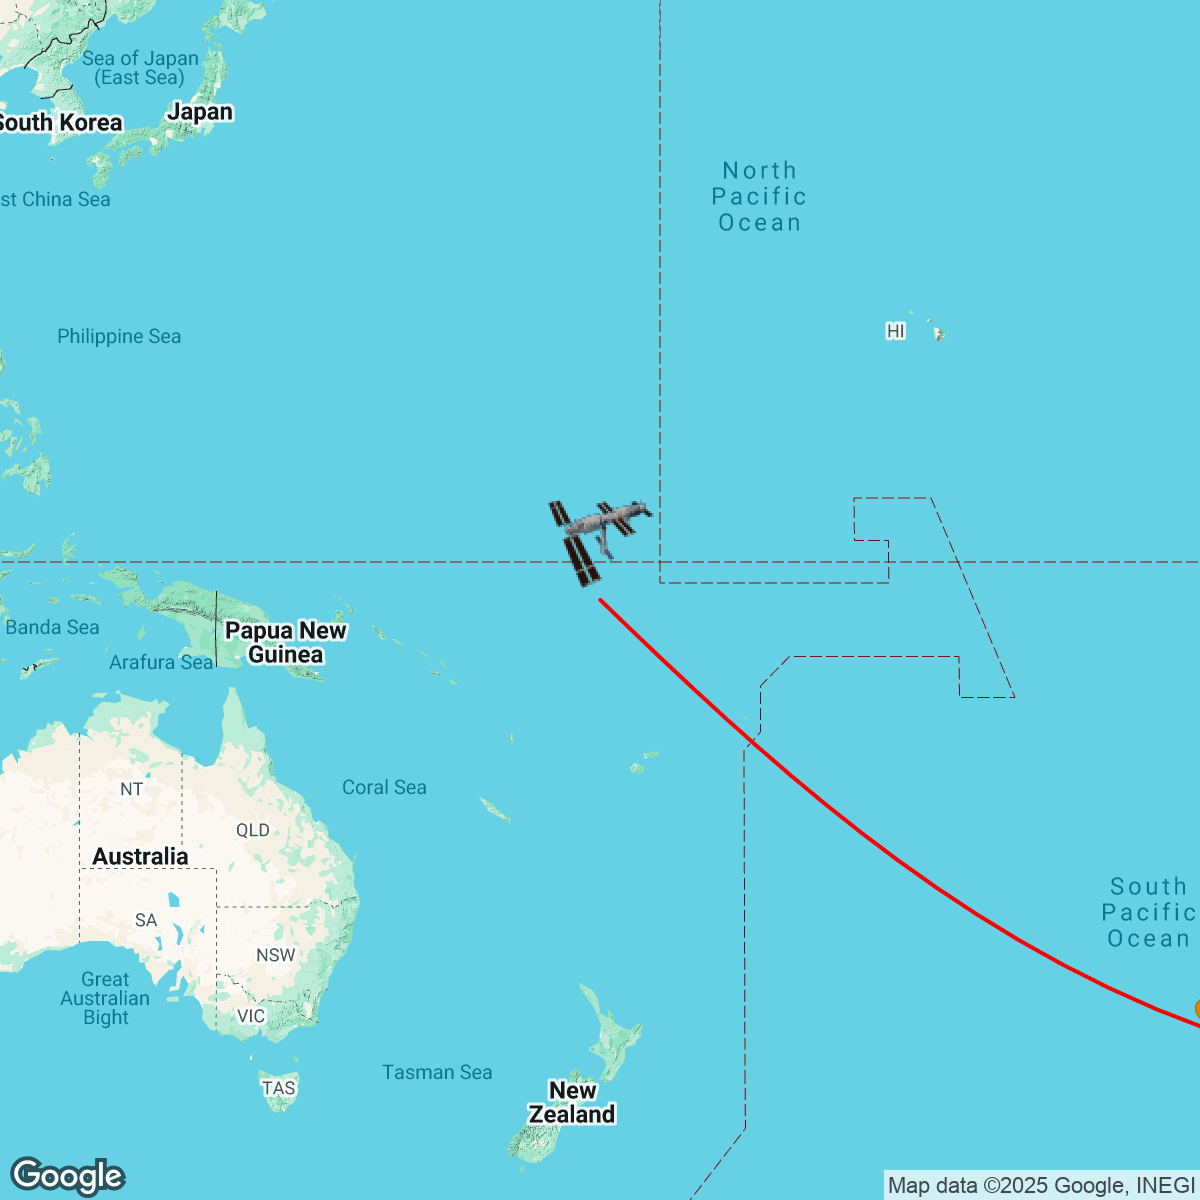 Sea of Japan
(East Sea)
Japan
South Korea
st China Sea
North
Pacific
Ocean
Philippine Sea
HI
Banda Sea
Papua New
Guinea
Arafura Sea
NT
Coral Sea
QLD
Australia
SA
NSW
South
Pacific
Ocean
Great
Australian
Bight
VIC
Tasman Sea
TAS
New
Zealand
Google
Map data ©2025 Google, INEGI